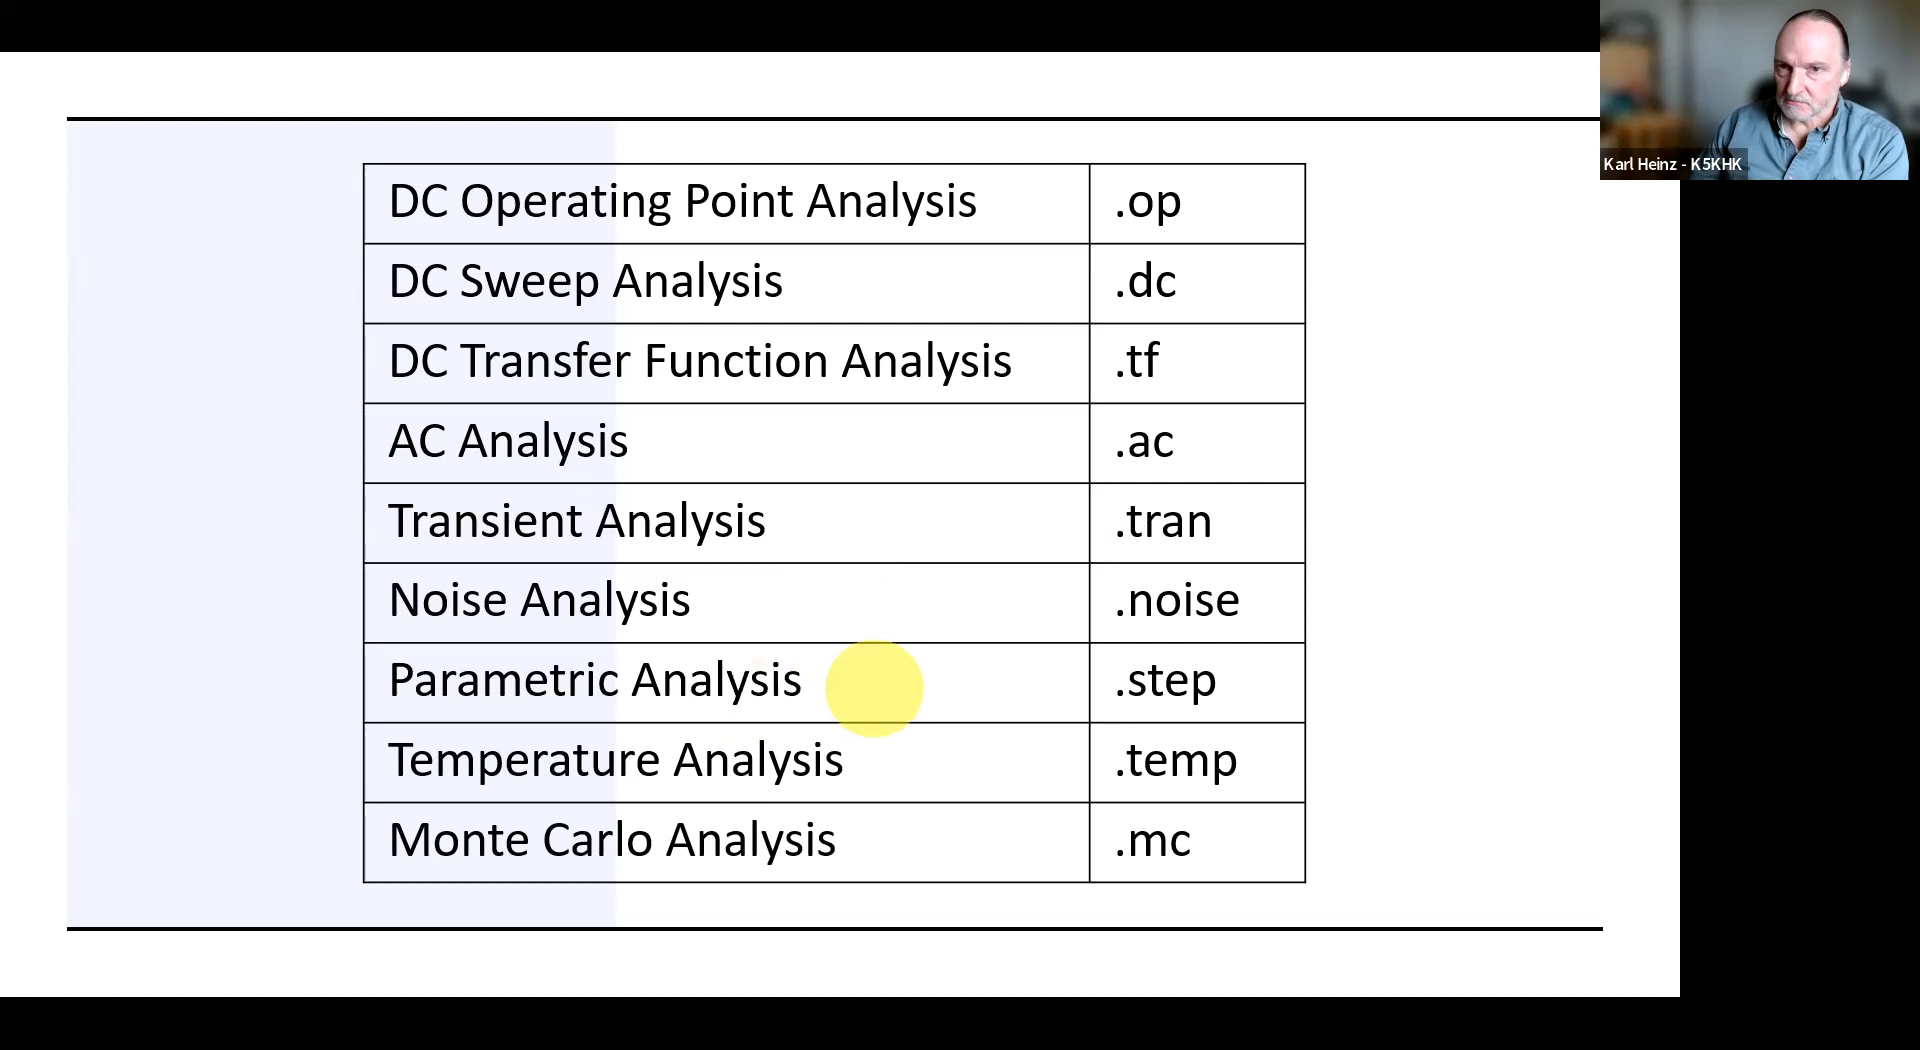 Karl Heinz - K5KHK
DC Operating Point Analysis .op
DC Sweep Analysis .dc
DC Transfer Function Analysis .tf
AC Analysis .ac
Transient Analysis .tran
Noise Analysis .noise
Parametric Analysis .step
Temperature Analysis .temp
Monte Carlo Analysis .mc